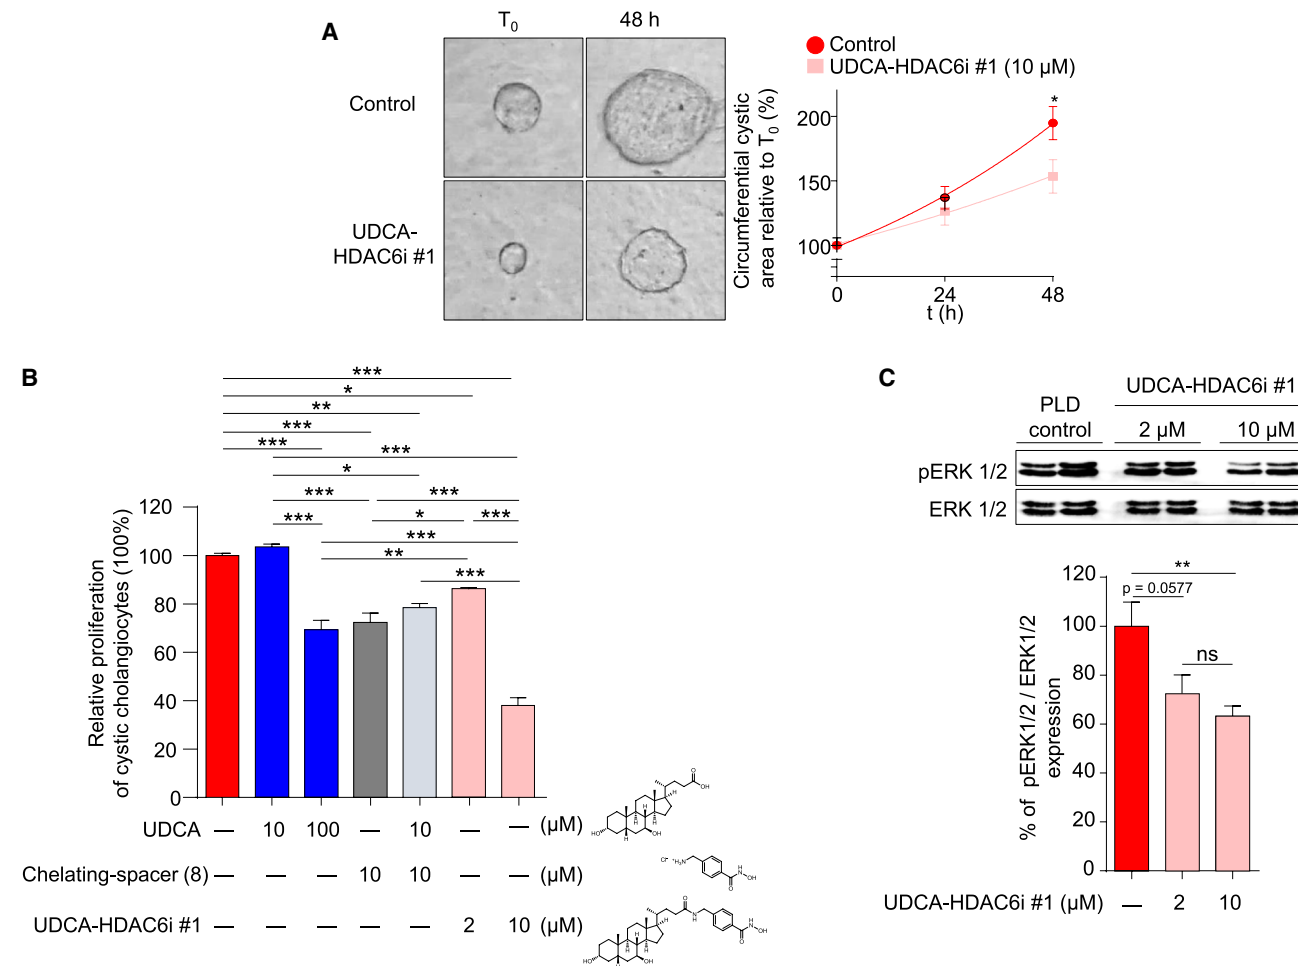 A
T0
48 h
Control
UDCA-
HDAC6i #1
Control
UDCA-HDAC6i #1 (10 µM)
Circumferential cystic
area relative to T0 (%)
200
150
100
*
0
24
48
t (h)
B
***
*
**
***
***
***
*
***
***
*
***
***
***
**
***
Relative proliferation
of cystic cholangiocytes (100%)
120
100
80
60
40
20
0
UDCA — 10 100 — 10 — — (µM)
Chelating-spacer (8) — — — 10 10 — — (µM)
UDCA-HDAC6i #1 — — — — — 2 10 (µM)
C
UDCA-HDAC6i #1
PLD
control
2 µM
10 µM
pERK 1/2
ERK 1/2
% of pERK1/2 / ERK1/2
expression
120
100
80
60
40
20
0
**
p = 0.0577
ns
UDCA-HDAC6i #1 (µM) — 2 10